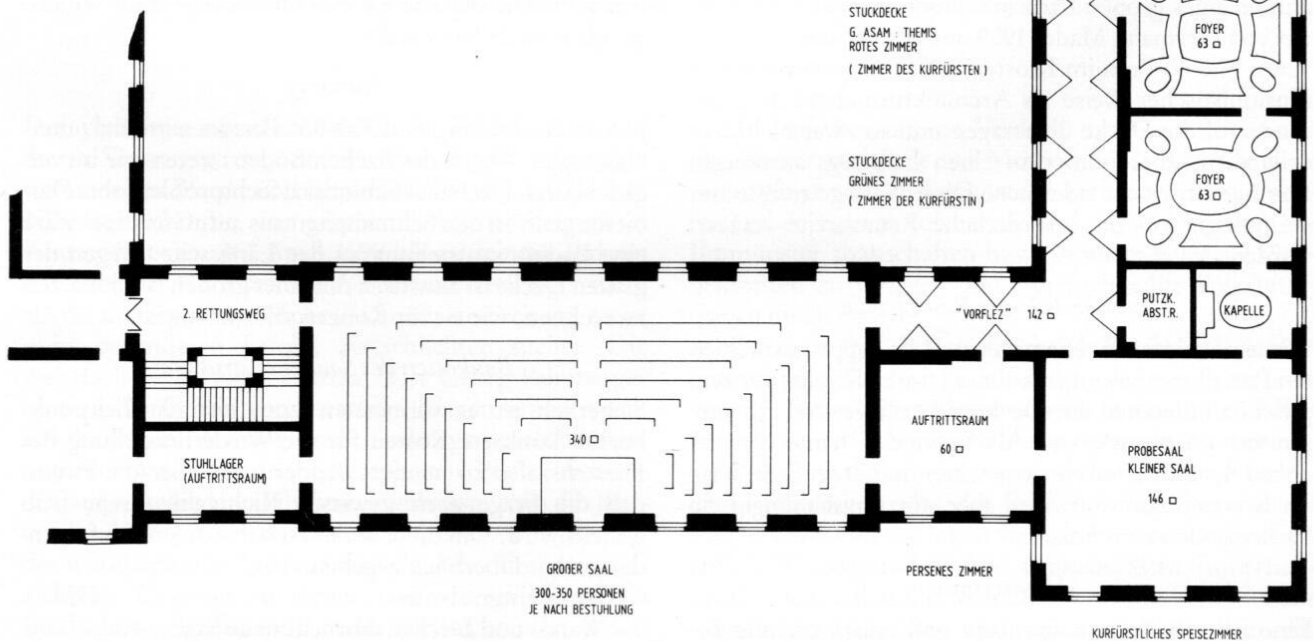 STUCKDECKE
G. ASAM : THEMIS
ROTES ZIMMER
( ZIMMER DES KURFÜRSTEN )
FOYER
63 □
STUCKDECKE
GRÜNES ZIMMER
( ZIMMER DER KURFÜRSTIN )
FOYER
63 □
2. RETTUNGSWEG
"VORFLEZ" 142 □
PUTZK.
ABST.R.
KAPELLE
340 □
AUFTRITTSRAUM
60 □
STUHLLAGER
(AUFTRITTSRAUM)
PROBESAAL
KLEINER SAAL
146 □
GROßER SAAL
300-350 PERSONEN
JE NACH BESTUHLUNG
PERSENES ZIMMER
KURFÜRSTLICHES SPEISEZIMMER